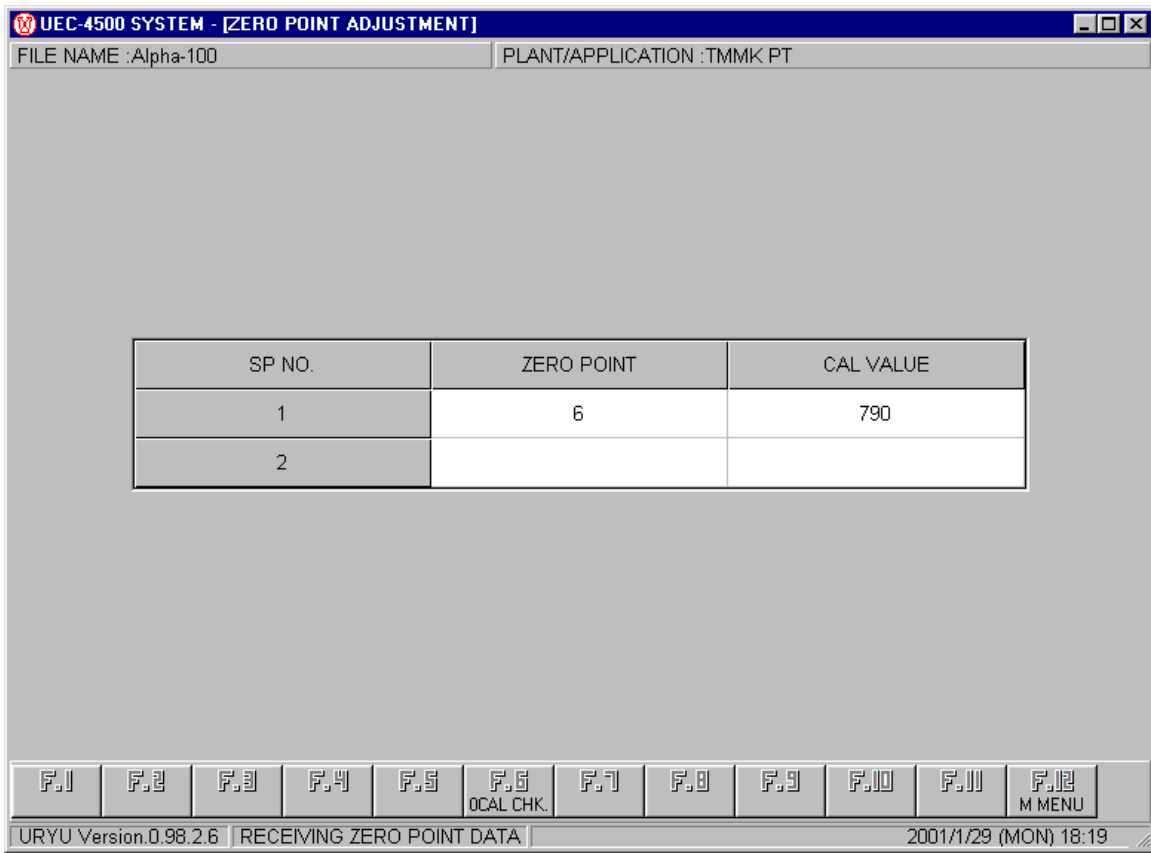 UEC-4500 SYSTEM - [ZERO POINT ADJUSTMENT]
FILE NAME :Alpha-100 PLANT/APPLICATION :TMMK PT
SP NO. ZERO POINT CAL VALUE
1 6 790
2
F.1 F.2 F.3 F.4 F.5 F.6 F.7 F.8 F.9 F.10 F.11 F.12
0CAL CHK. M MENU
URYU Version.0.98.2.6 RECEIVING ZERO POINT DATA 2001/1/29 (MON) 18:19